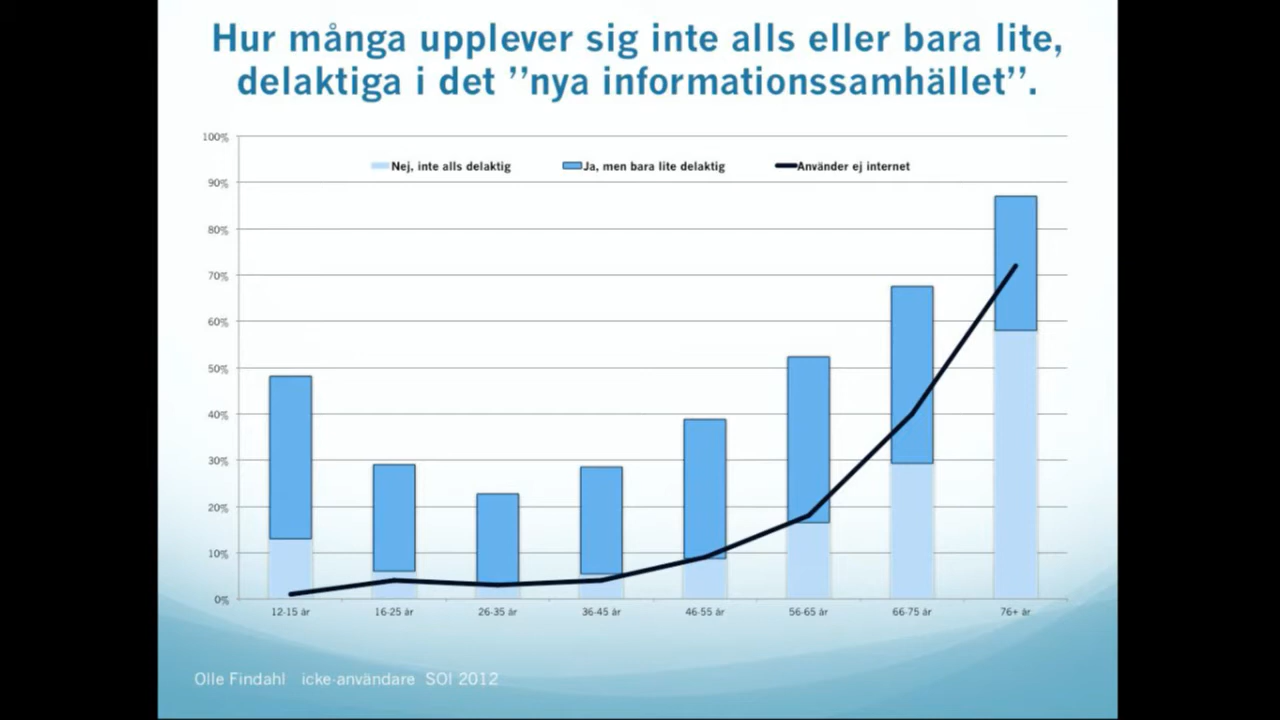 Hur många upplever sig inte alls eller bara lite,
delaktiga i det ”nya informationssamhället”.
100%
Nej, inte alls delaktig
Ja, men bara lite delaktig
Använder ej internet
90%
80%
70%
60%
50%
40%
30%
20%
10%
0%
12-15 år
16-25 år
26-35 år
36-45 år
46-55 år
56-65 år
66-75 år
76+ år
Olle Findahl icke-användare SOI 2012